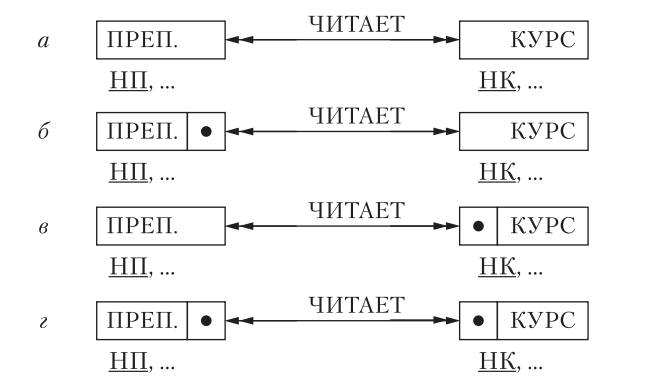 ЧИТАЕТ
а ПРЕП. КУРС
НП, ... НК, ...
ЧИТАЕТ
б ПРЕП. КУРС
НП, ... НК, ...
ЧИТАЕТ
в ПРЕП. КУРС
НП, ... НК, ...
ЧИТАЕТ
г ПРЕП. КУРС
НП, ... НК, ...